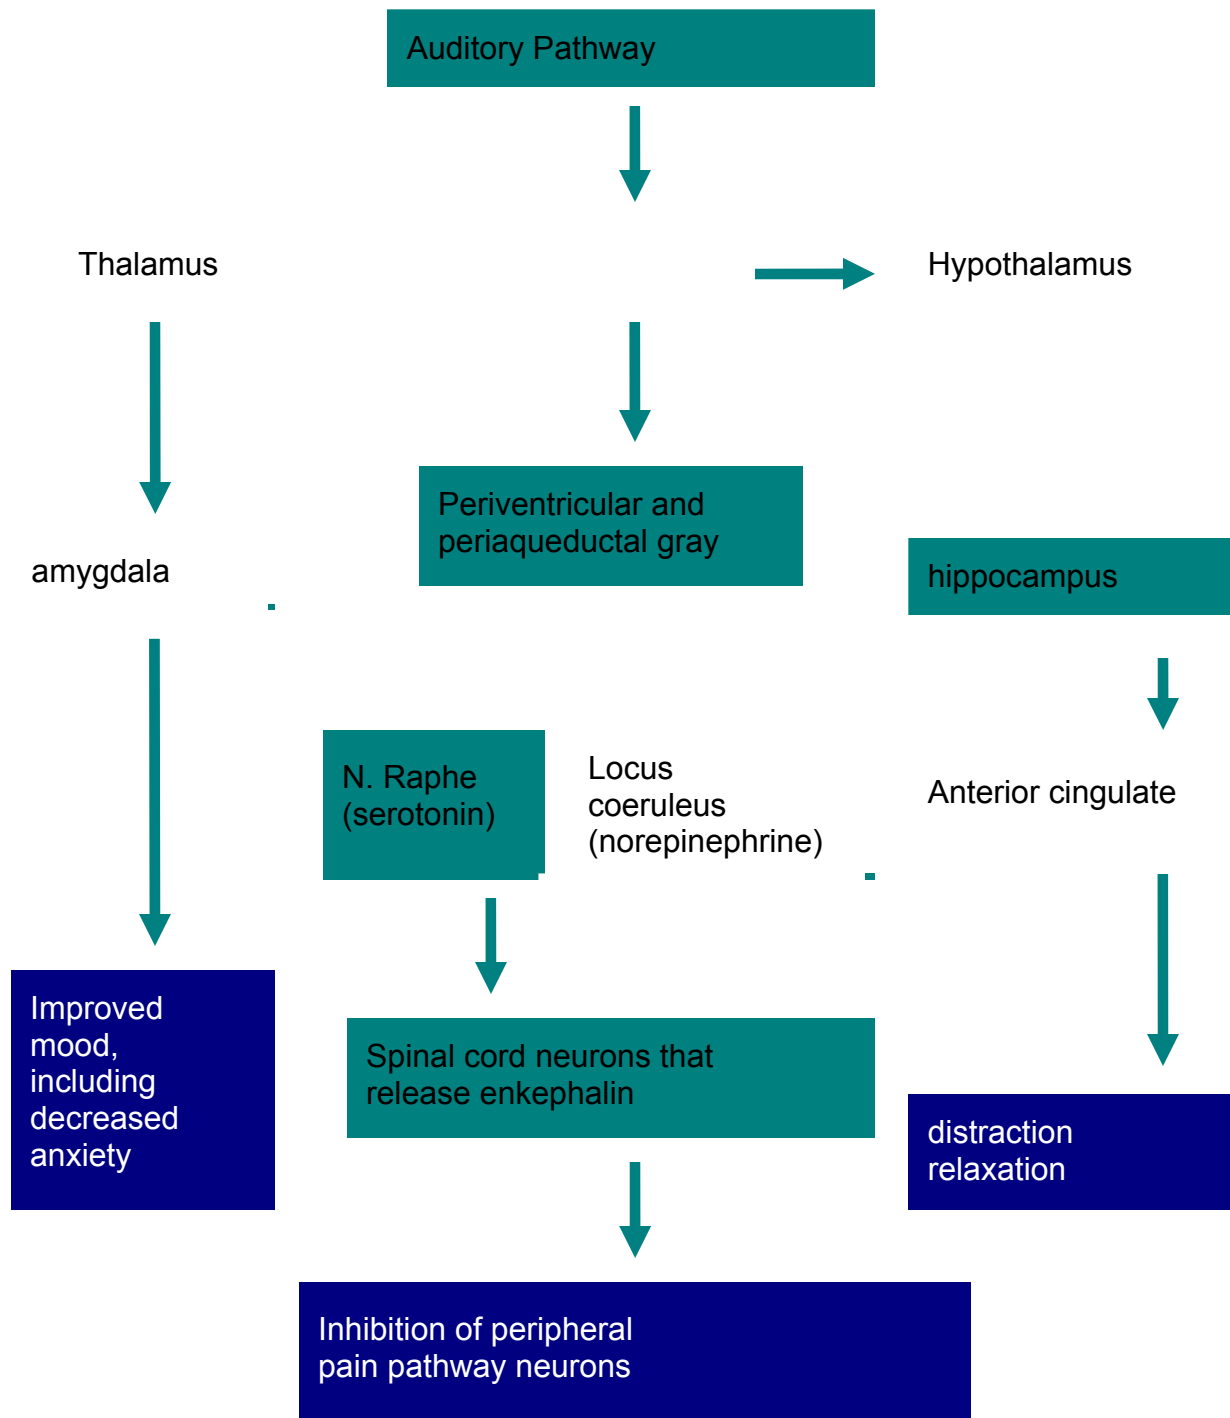 Auditory Pathway
Thalamus
Hypothalamus
Periventricular and
periaqueductal gray
amygdala
hippocampus
N. Raphe
(serotonin)
Locus
coeruleus
(norepinephrine)
Anterior cingulate
Improved
mood,
including
decreased
anxiety
Spinal cord neurons that
release enkephalin
distraction
relaxation
Inhibition of peripheral
pain pathway neurons